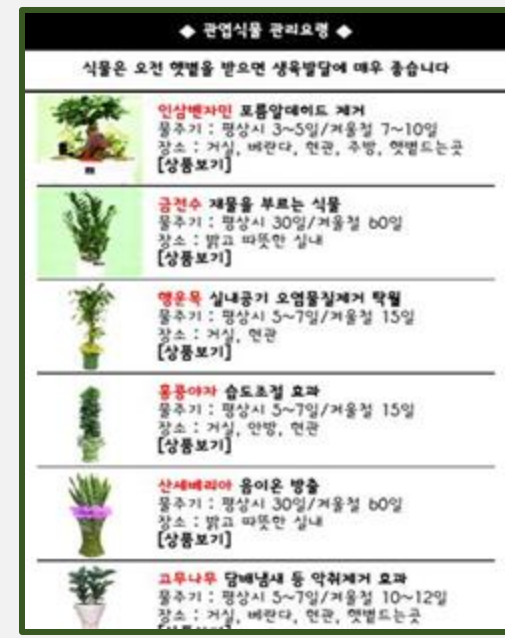 ◆ 관엽식물 관리요령 ◆
식물은 오전 햇볕을 받으면 생육발달에 매우 좋습니다
인삼벤자민 포름알데히드 제거
물주기 : 평상시 3~5일/겨울철 7~10일
장소 : 거실, 베란다, 현관, 주방, 햇볕드는곳
[상품보기]
금전수 재물을 부르는 식물
물주기 : 평상시 30일/겨울철 60일
장소 : 밝고 따뜻한 실내
[상품보기]
행운목 실내공기 오염물질제거 탁월
물주기 : 평상시 5~7일/겨울철 15일
장소 : 거실, 현관
[상품보기]
홍콩야자 습도조절 효과
물주기 : 평상시 5~7일/겨울철 15일
장소 : 거실, 안방, 현관
[상품보기]
산세베리아 음이온 방출
물주기 : 평상시 30일/겨울철 60일
장소 : 밝고 따뜻한 실내
[상품보기]
고무나무 담배냄새 등 악취제거 효과
물주기 : 평상시 5~7일/겨울철 10~12일
장소 : 거실, 베란다, 현관, 햇볕드는곳